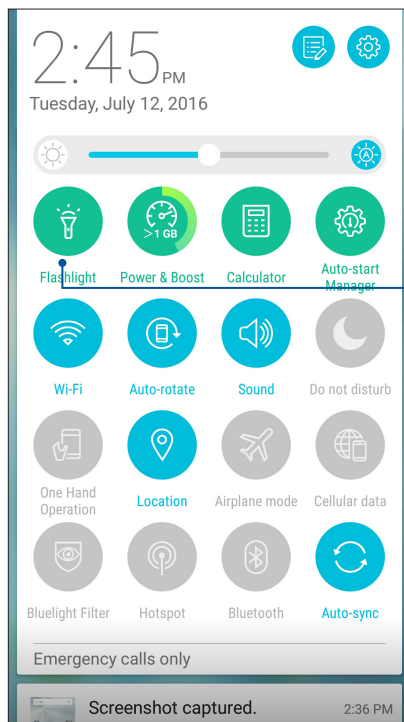 2:45 PM
Tuesday, July 12, 2016
A
>1 GB
Flashlight
Power & Boost
Calculator
Auto-start
Manager
Wi-Fi
Auto-rotate
Sound
Do not disturb
One Hand
Operation
Location
Airplane mode
Cellular data
Bluelight Filter
Hotspot
Bluetooth
Auto-sync
Emergency calls only
Screenshot captured.
2:36 PM